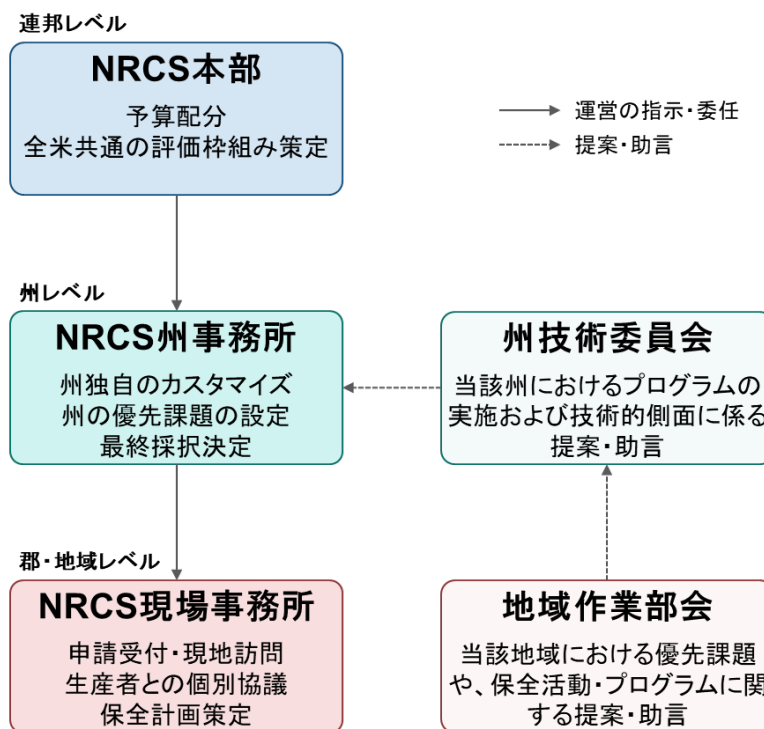 連邦レベル
NRCS本部
予算配分
全米共通の評価枠組み策定
運営の指示・委任
提案・助言
州レベル
NRCS州事務所
州独自のカスタマイズ
州の優先課題の設定
最終採択決定
州技術委員会
当該州におけるプログラムの
実施および技術的側面に係る
提案・助言
郡・地域レベル
NRCS現場事務所
申請受付・現地訪問
生産者との個別協議
保全計画策定
地域作業部会
当該地域における優先課題
や、保全活動・プログラムに関
する提案・助言